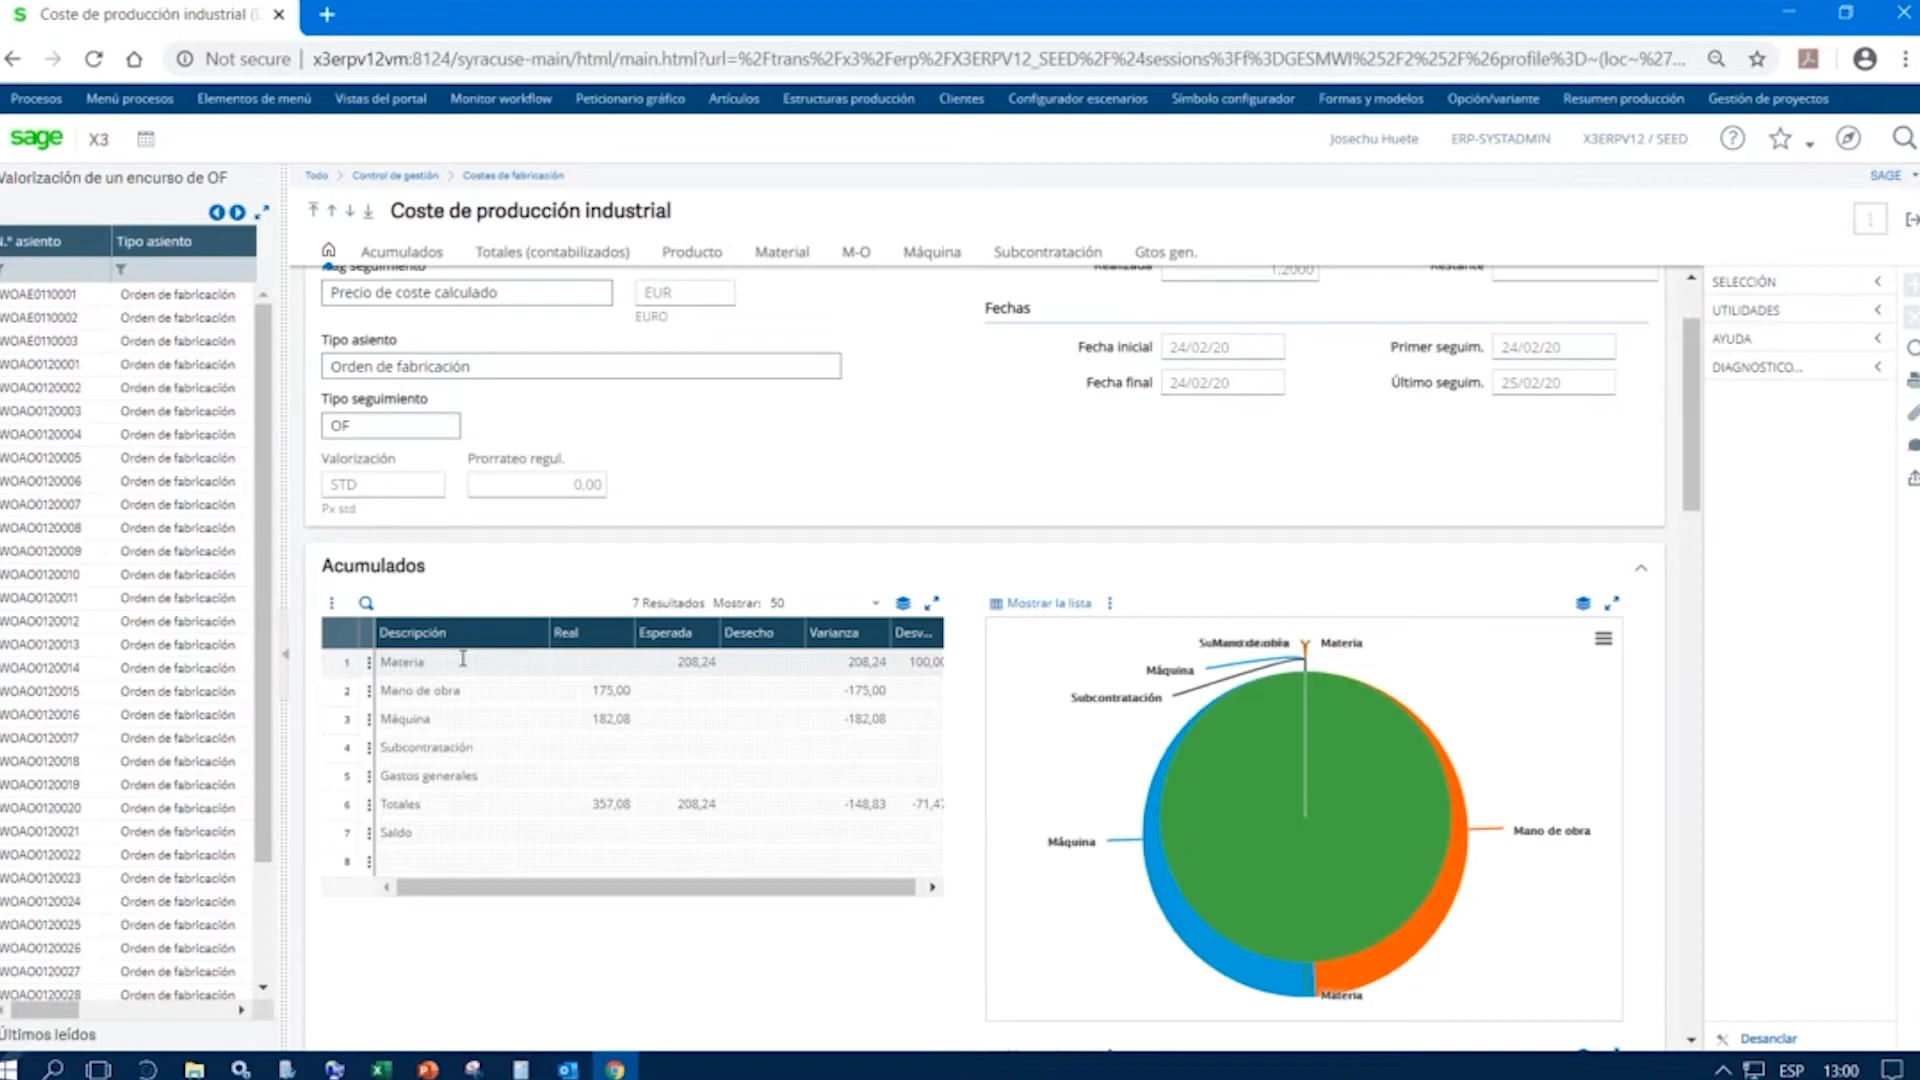 Coste de producción industrial (E
Not secure | x3erpv12vm:8124/syracuse-main/html/main.html?url=%2Ftrans%2Fx3%2Ferp%2FX3ERPV12_SEED%2F%24sessions%3Ff%3DGESMWI%252F2%252F%26profile%3D~(loc~%27...
Procesos Menú procesos Elementos de menú Vistas del portal Monitor workflow Peticionario gráfico Artículos Estructuras producción Clientes Configurador escenarios Símbolo configurador Formas y modelos Opción/variante Resumen producción Gestión de proyectos
sage X3 Josechu Huete ERP-SYSTADMIN X3ERPV12 / SEED
Valorización de un encurso de OF
Todo > Control de gestión > Costes de fabricación SAGE
Coste de producción industrial
Acumulados Totales (contabilizados) Producto Material M-O Máquina Subcontratación Gtos gen.
N.º asiento Tipo asiento
WOAE0110001 Orden de fabricación
WOAE0110002 Orden de fabricación
WOAE0110003 Orden de fabricación
WOAO0120001 Orden de fabricación
WOAO0120002 Orden de fabricación
WOAO0120003 Orden de fabricación
WOAO0120004 Orden de fabricación
WOAO0120005 Orden de fabricación
WOAO0120006 Orden de fabricación
WOAO0120007 Orden de fabricación
WOAO0120008 Orden de fabricación
WOAO0120009 Orden de fabricación
WOAO0120010 Orden de fabricación
WOAO0120011 Orden de fabricación
WOAO0120012 Orden de fabricación
WOAO0120013 Orden de fabricación
WOAO0120014 Orden de fabricación
WOAO0120015 Orden de fabricación
WOAO0120016 Orden de fabricación
WOAO0120017 Orden de fabricación
WOAO0120018 Orden de fabricación
WOAO0120019 Orden de fabricación
WOAO0120020 Orden de fabricación
WOAO0120021 Orden de fabricación
WOAO0120022 Orden de fabricación
WOAO0120023 Orden de fabricación
WOAO0120024 Orden de fabricación
WOAO0120025 Orden de fabricación
WOAO0120026 Orden de fabricación
WOAO0120027 Orden de fabricación
WOAO0120028 Orden de fabricación
Últimos leídos
seguimiento Realizada 1,2000 Restante
Precio de coste calculado EUR
EURO
Tipo asiento
Orden de fabricación
Tipo seguimiento
OF
Valorización Prorrateo regul.
STD 0,00
Px std
Fechas
Fecha inicial 24/02/20 Primer seguim. 24/02/20
Fecha final 24/02/20 Último seguim. 25/02/20
SELECCIÓN
UTILIDADES
AYUDA
DIAGNOSTICO...
Acumulados
7 Resultados Mostrar: 50
Descripción Real Esperada Desecho Varianza Desv...
1 Materia 208,24 208,24 100,00
2 Mano de obra 175,00 -175,00
3 Máquina 182,08 -182,08
4 Subcontratación
5 Gastos generales
6 Totales 357,08 208,24 -148,83 -71,47
7 Saldo
8
Mostrar la lista
Mano de obra Materia
Máquina
Subcontratación
Mano de obra
Máquina
Materia
Desanclar
ESP 13:00